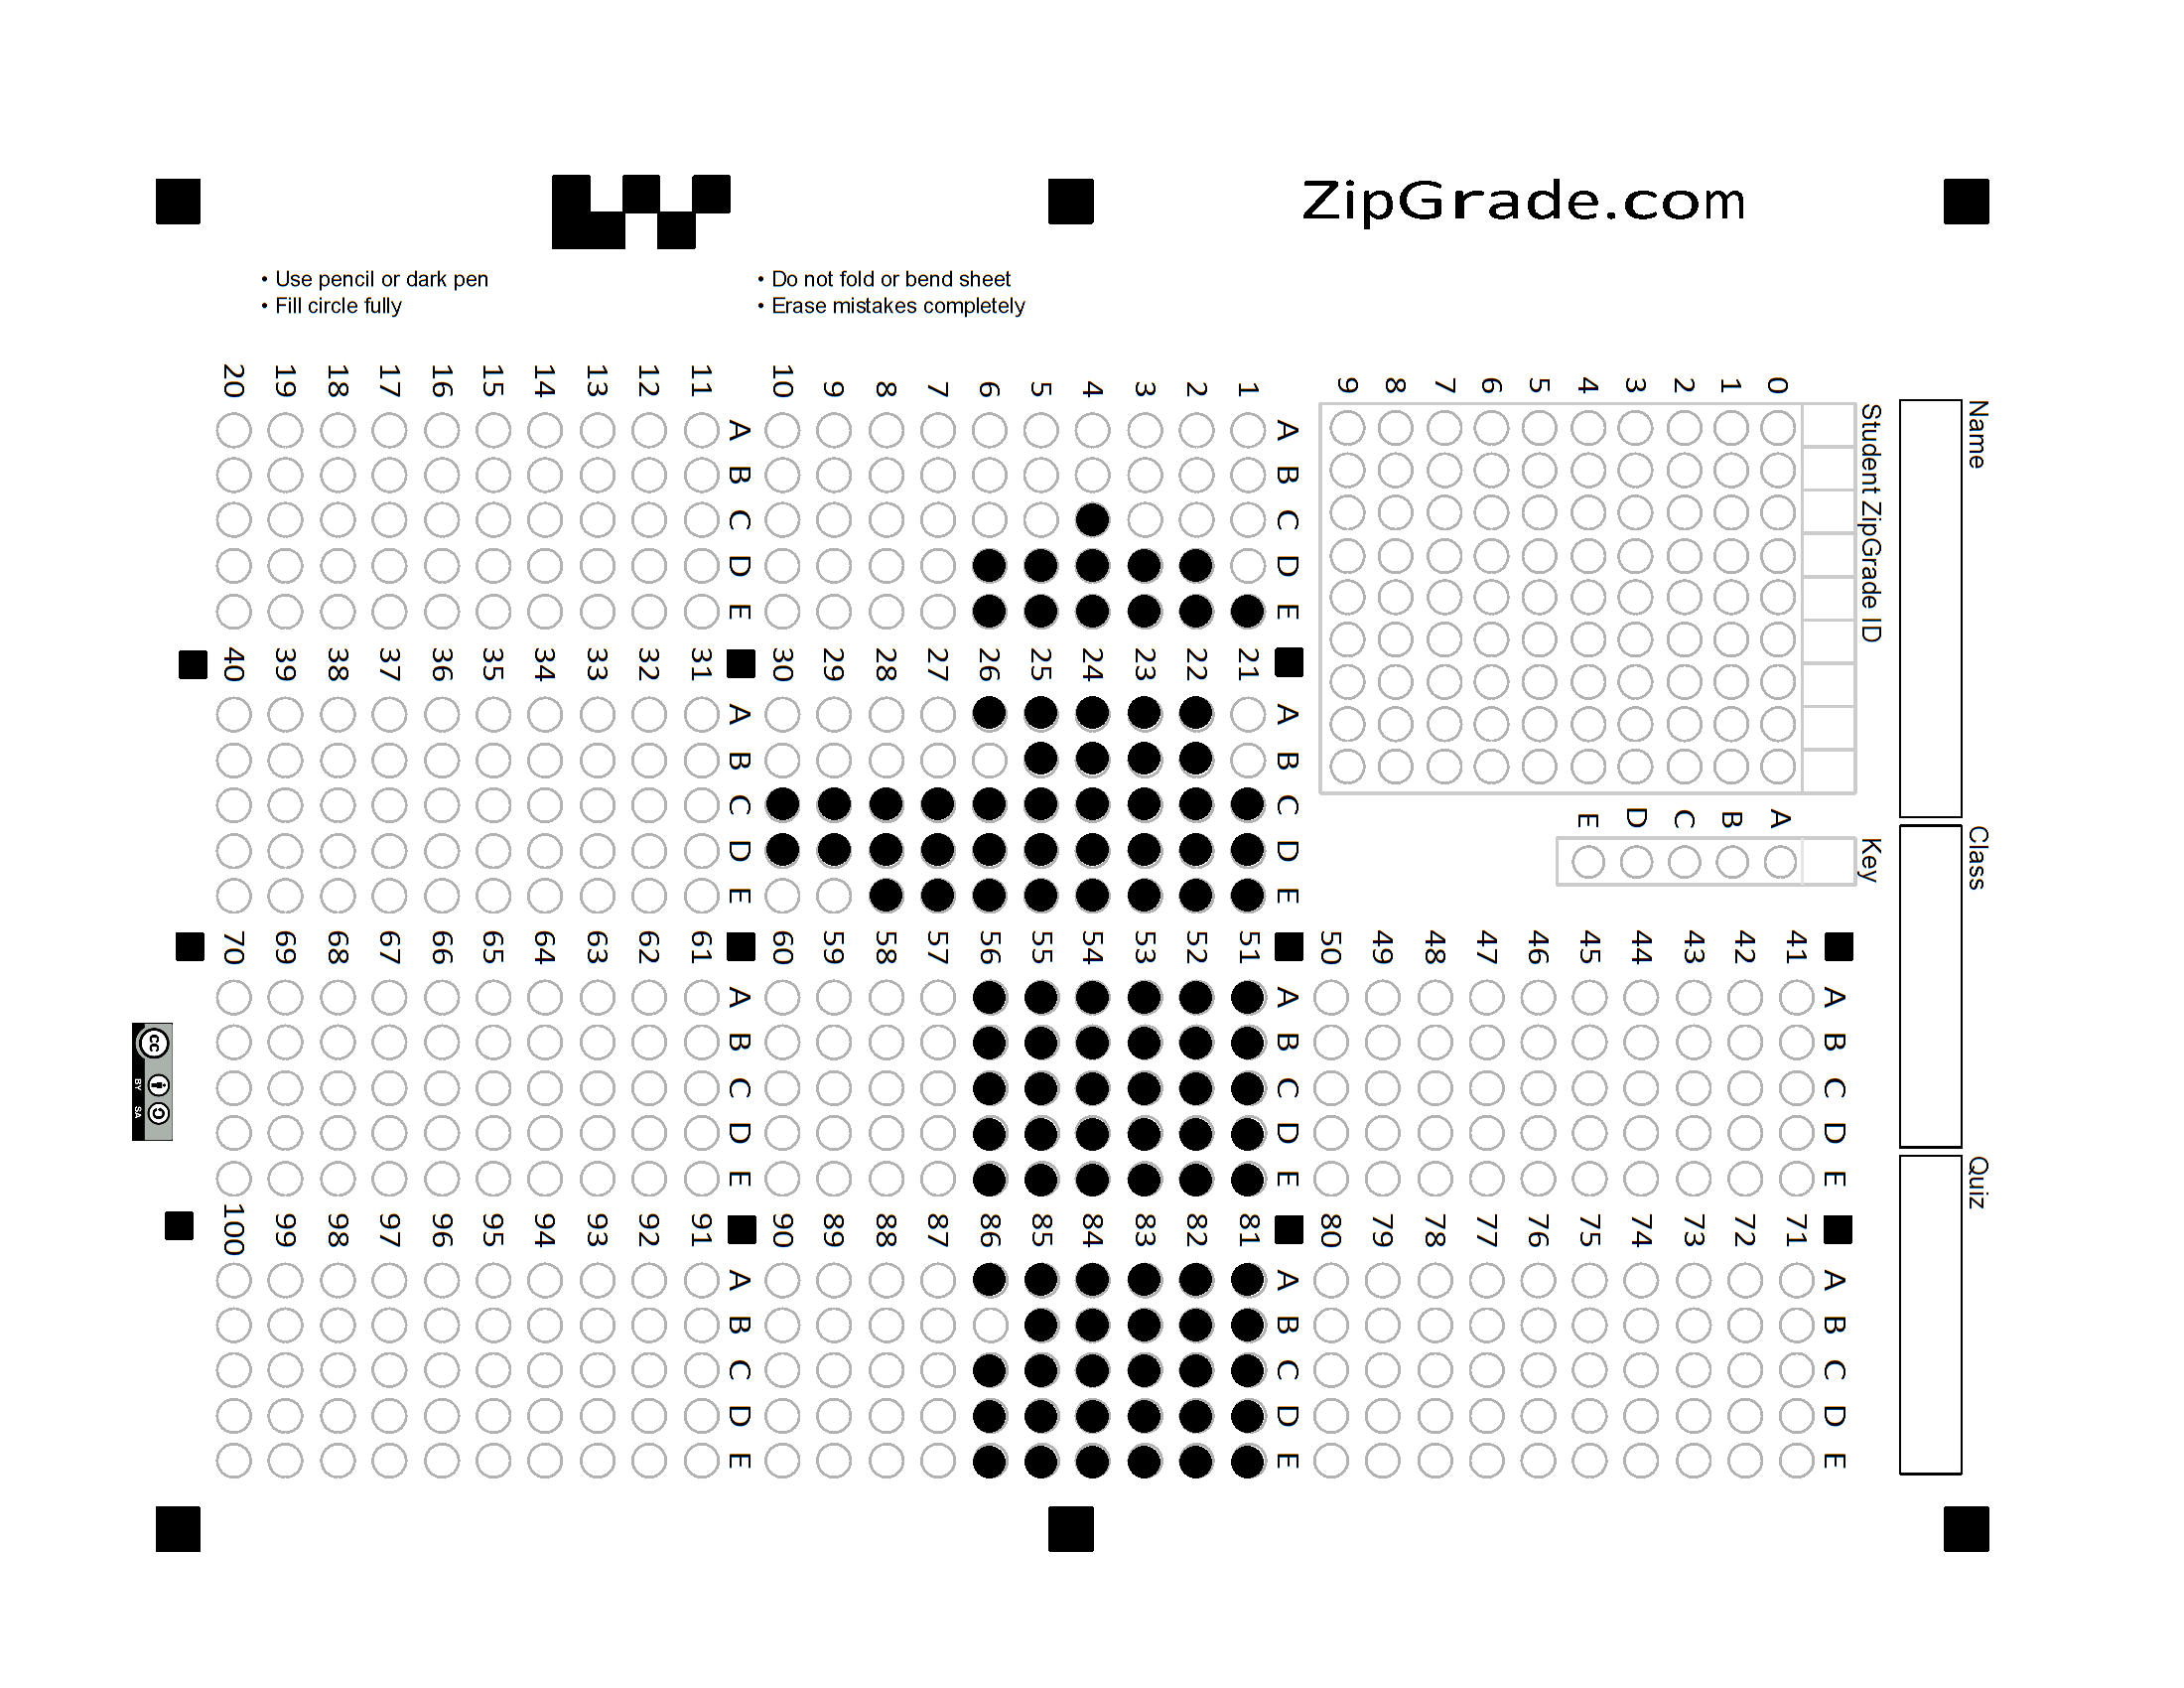 ZipGrade.com
• Use pencil or dark pen
• Fill circle fully
• Do not fold or bend sheet
• Erase mistakes completely
20 19 18 17 16 15 14 13 12 11
A B C D E
10 9 8 7 6 5 4 3 2 1
A B C D E
9 8 7 6 5 4 3 2 1 0
Student ZipGrade ID
Name
40 39 38 37 36 35 34 33 32 31
A B C D E
30 29 28 27 26 25 24 23 22 21
A B C D E
E D C B A
Key
Class
70 69 68 67 66 65 64 63 62 61
A B C D E
60 59 58 57 56 55 54 53 52 51
A B C D E
50 49 48 47 46 45 44 43 42 41
A B C D E
Quiz
cc BY SA
100 99 98 97 96 95 94 93 92 91
A B C D E
90 89 88 87 86 85 84 83 82 81
A B C D E
80 79 78 77 76 75 74 73 72 71
A B C D E